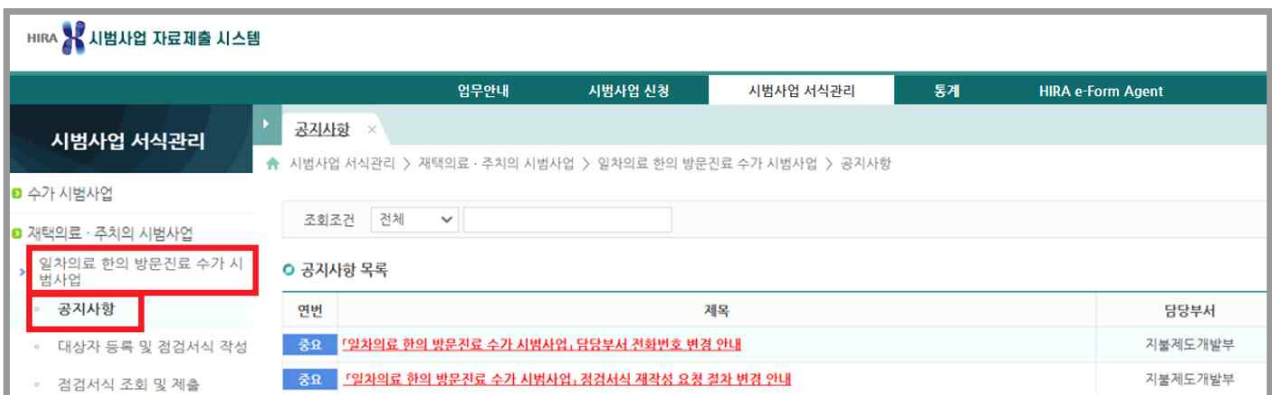 HIRA 시범사업 자료제출 시스템
업무안내 시범사업 신청 시범사업 서식관리 통계 HIRA e-Form Agent
시범사업 서식관리
공지사항 ×
시범사업 서식관리 > 재택의료 · 주치의 시범사업 > 일차의료 한의 방문진료 수가 시범사업 > 공지사항
수가 시범사업
재택의료 · 주치의 시범사업
일차의료 한의 방문진료 수가 시
범사업
공지사항
대상자 등록 및 점검서식 작성
점검서식 조회 및 제출
조회조건 전체
공지사항 목록
연번 제목 담당부서
중요 「일차의료 한의 방문진료 수가 시범사업」 담당부서 전화번호 변경 안내 지불제도개발부
중요 「일차의료 한의 방문진료 수가 시범사업」 점검서식 재작성 요청 절차 변경 안내 지불제도개발부